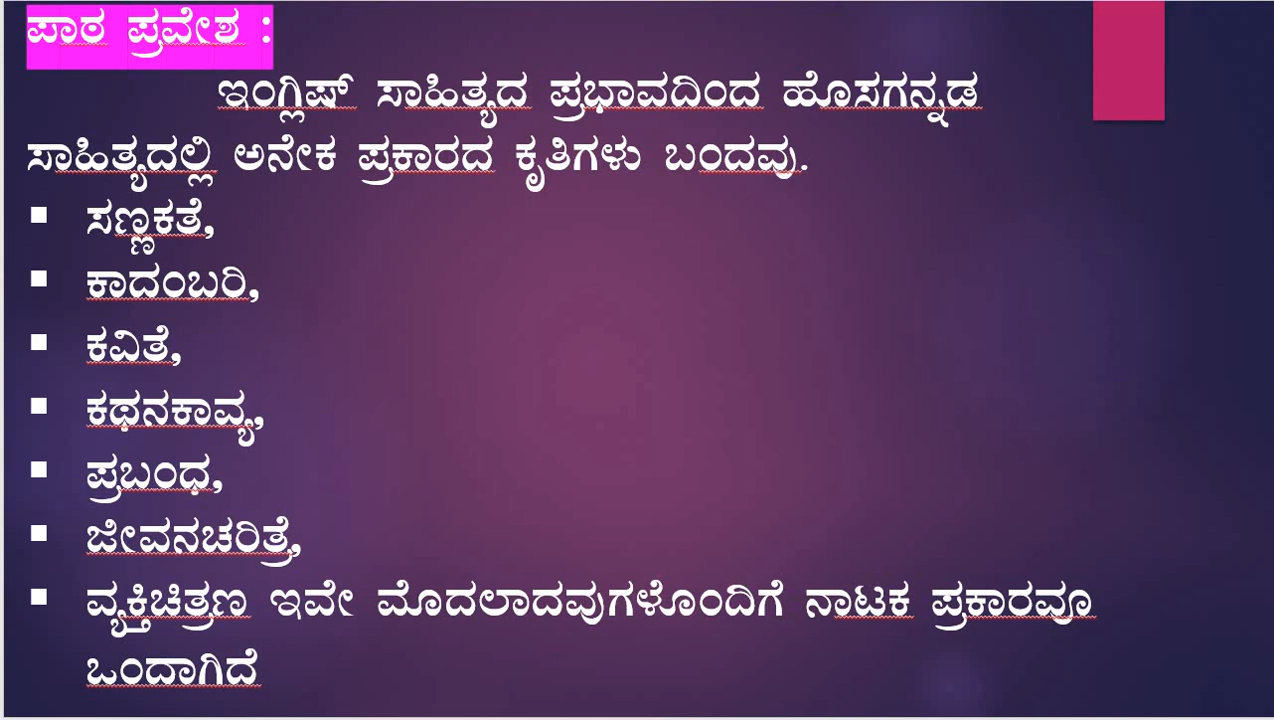 ಪಾಠ ಪ್ರವೇಶ :
ಇಂಗ್ಲಿಷ್ ಸಾಹಿತ್ಯದ ಪ್ರಭಾವದಿಂದ ಹೊಸಗನ್ನಡ
ಸಾಹಿತ್ಯದಲ್ಲಿ ಅನೇಕ ಪ್ರಕಾರದ ಕೃತಿಗಳು ಬಂದವು.
▪ ಸಣ್ಣಕತೆ,
▪ ಕಾದಂಬರಿ,
▪ ಕವಿತೆ,
▪ ಕಥನಕಾವ್ಯ,
▪ ಪ್ರಬಂಧ,
▪ ಜೀವನಚರಿತ್ರೆ,
▪ ವ್ಯಕ್ತಿಚಿತ್ರಣ ಇವೇ ಮೊದಲಾದವುಗಳೊಂದಿಗೆ ನಾಟಕ ಪ್ರಕಾರವೂ
ಒಂದಾಗಿದೆ